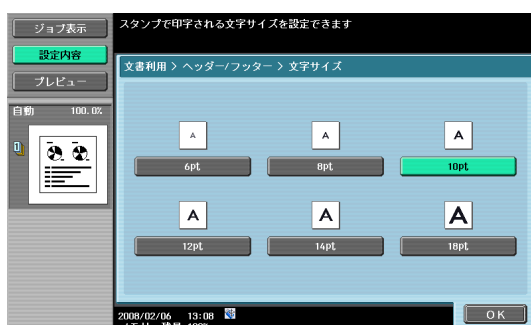 ジョブ表示
設定内容
プレビュー
自動 100.0%
スタンプで印字される文字サイズを設定できます
文書利用 > ヘッダー/フッター > 文字サイズ
A A A
6pt 8pt 10pt
A A A
12pt 14pt 18pt
2008/02/06 13:08
OK